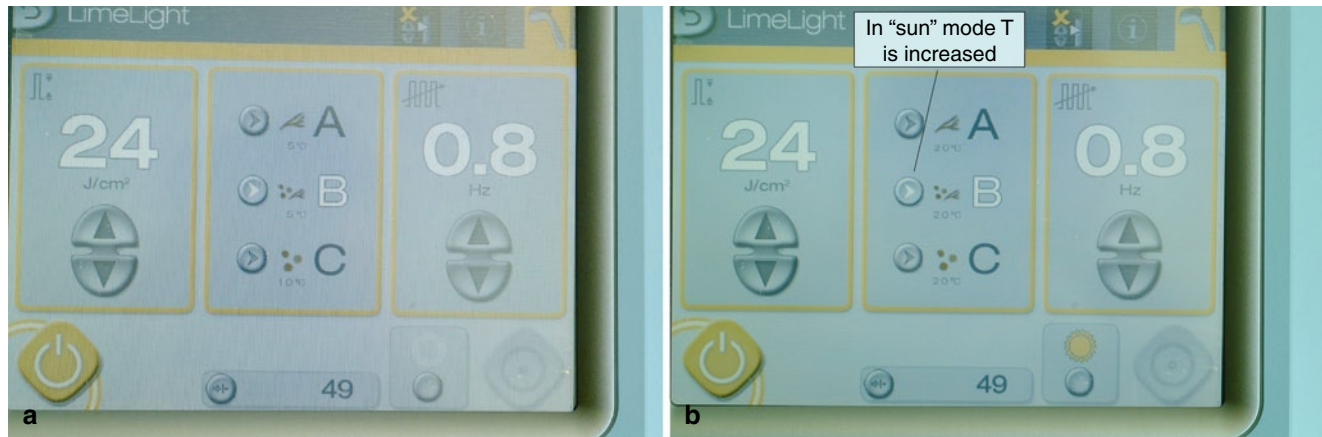 LimeLight
24
J/cm²
A
5°C
B
5°C
C
10°C
0.8
Hz
49
a
LimeLight
In “sun” mode T
is increased
24
J/cm²
A
20°C
B
20°C
C
20°C
0.8
Hz
49
b